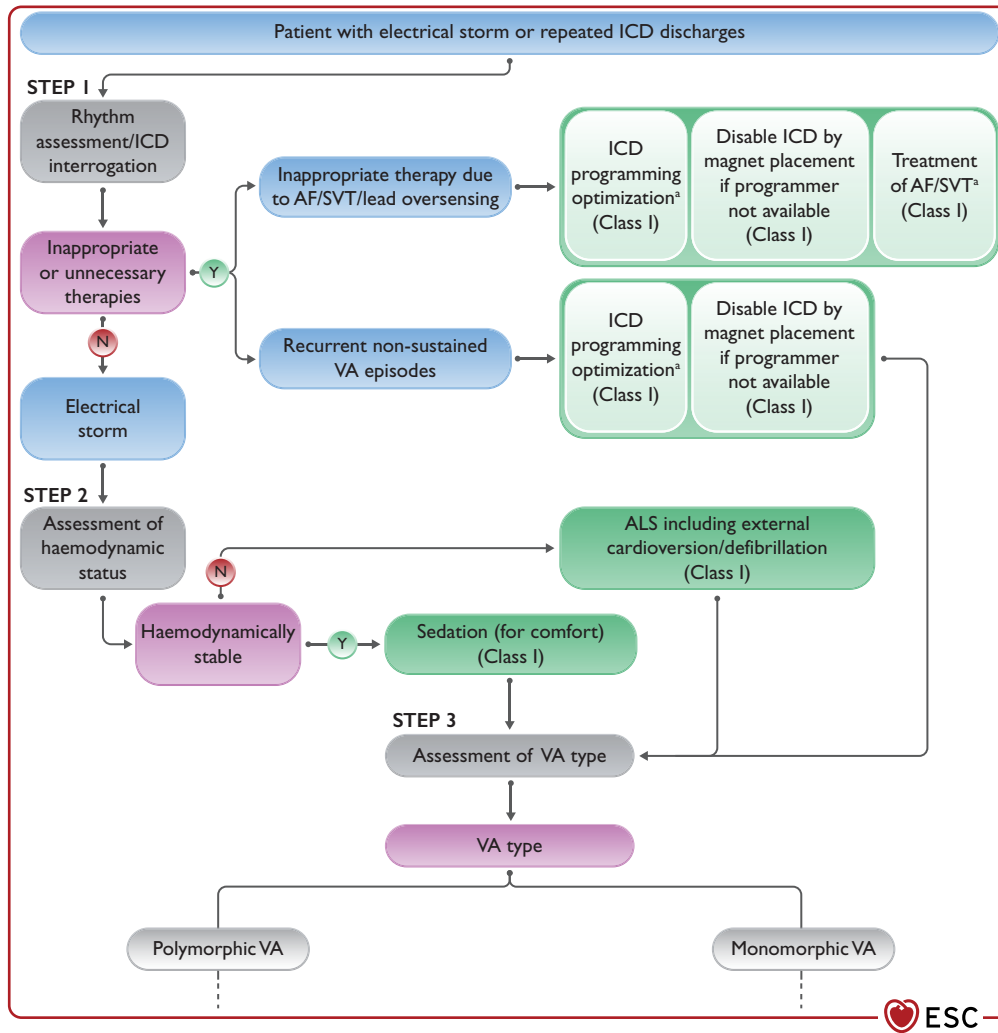 Patient with electrical storm or repeated ICD discharges
STEP 1
Rhythm
assessment/ICD
interrogation
Inappropriate
or unnecessary
therapies
Y
Inappropriate therapy due
to AF/SVT/lead oversensing
ICD
programming
optimizationª
(Class I)
Disable ICD by
magnet placement
if programmer
not available
(Class I)
Treatment
of AF/SVTª
(Class I)
Recurrent non-sustained
VA episodes
ICD
programming
optimizationª
(Class I)
Disable ICD by
magnet placement
if programmer
not available
(Class I)
N
Electrical
storm
STEP 2
Assessment of
haemodynamic
status
N
ALS including external
cardioversion/defibrillation
(Class I)
Haemodynamically
stable
Y
Sedation (for comfort)
(Class I)
STEP 3
Assessment of VA type
VA type
Polymorphic VA
Monomorphic VA
ESC